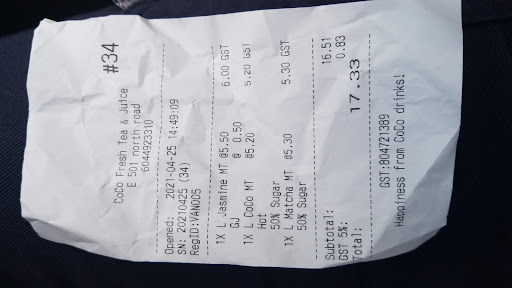 #34
CoCo Fresh Tea & Juice
E 501 north road
6044923310
Opened: 2021-04-25 14:49:09
SN: 20210425 (34)
RegID:VAN005
1X L Jasmine MT @5.50 6.00 GST
GJ @ 0.50
1X L CoCo MT @5.20 5.20 GST
Hot
50% Sugar
1X L Matcha MT @5.30 5.30 GST
50% Sugar
Subtotal: 16.51
GST 5%: 0.83
Total: 17.33
GST:804721389
Happiness from CoCo drinks!